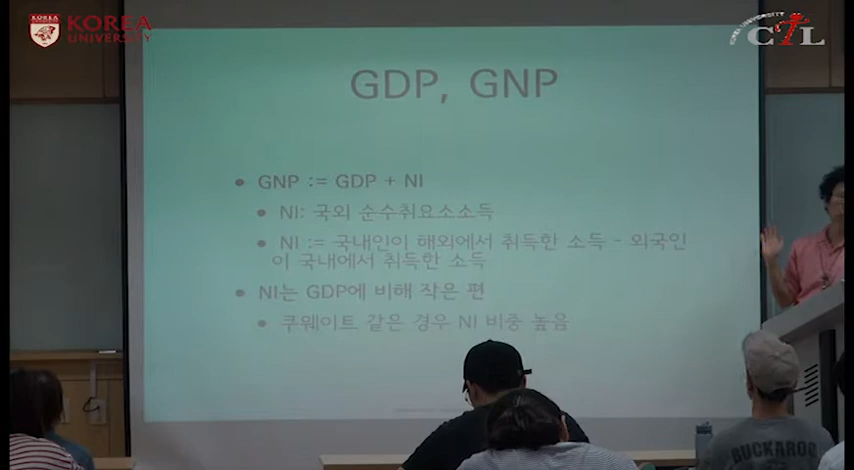 KOREA
UNIVERSITY
KOREA UNIVERSITY
CTL
GDP, GNP
• GNP := GDP + NI
• NI: 국외 순수취요소소득
• NI := 국내인이 해외에서 취득한 소득 - 외국인
이 국내에서 취득한 소득
• NI는 GDP에 비해 작은 편
• 쿠웨이트 같은 경우 NI 비중 높음
BUCKAROO